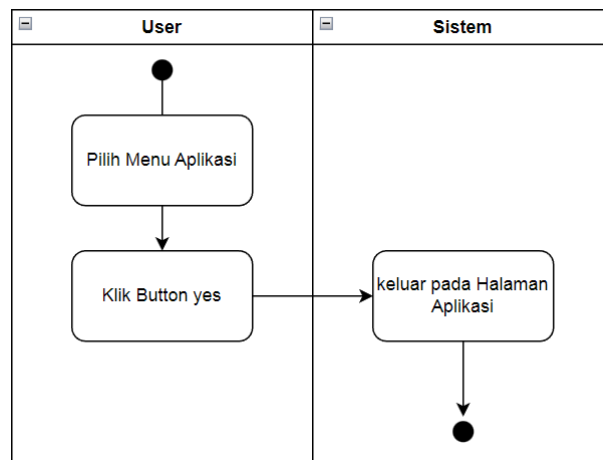 User
Sistem
Pilih Menu Aplikasi
Klik Button yes
keluar pada Halaman
Aplikasi